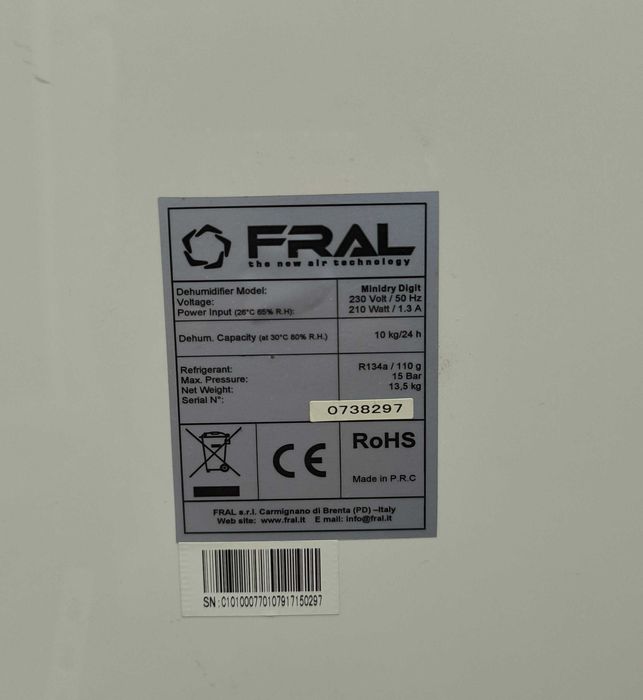 FRAL
the new air technology
Dehumidifier Model: Minidry Digit
Voltage: 230 Volt / 50 Hz
Power Input (26°C 65% R.H): 210 Watt / 1.3 A
Dehum. Capacity (at 30°C 80% R.H.) 10 kg/24 h
Refrigerant: R134a / 110 g
Max. Pressure: 15 Bar
Net Weight: 13,5 kg
Serial N°: 0738297
CE
RoHS
Made in P.R.C
FRAL s.r.l. Carmignano di Brenta (PD) –Italy
Web site: www.fral.it E mail: info@fral.it
SN:C101000770107917150297